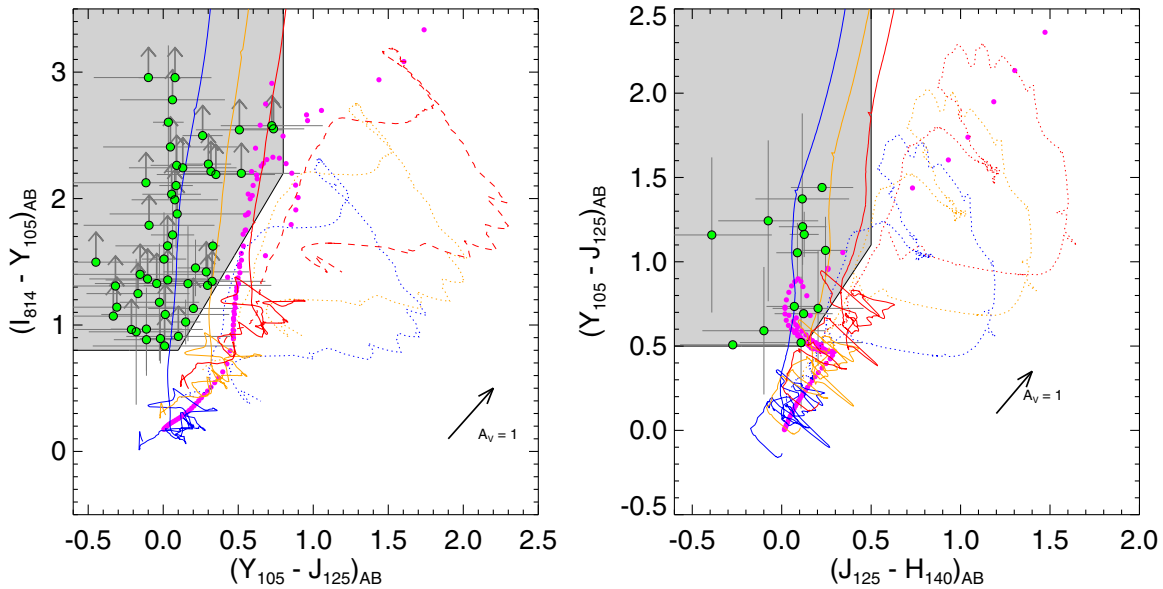 3
2
1
0
-0.5 0.0 0.5 1.0 1.5 2.0 2.5
(I814 - Y105)AB
(Y105 - J125)AB
Av = 1
2.5
2.0
1.5
1.0
0.5
0.0
-0.5
-0.5 0.0 0.5 1.0 1.5 2.0
(Y105 - J125)AB
(J125 - H140)AB
Av = 1